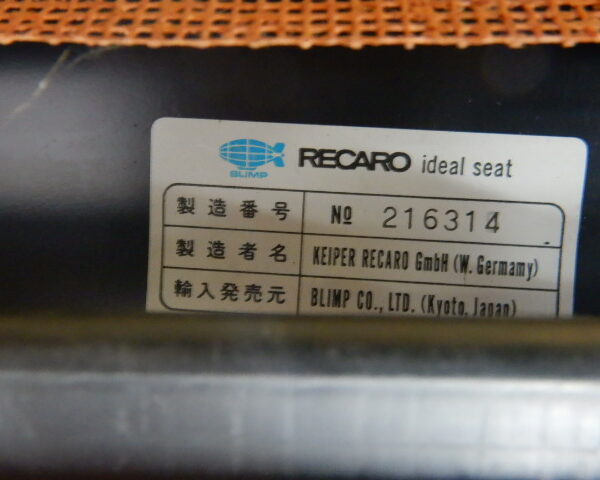 BLIMP
RECARO ideal seat
製造番号 № 216314
製造者名 KEIPER RECARO GmbH (W. Germamy)
輸入発売元 BLIMP CO., LTD. (Kyoto, Japan)